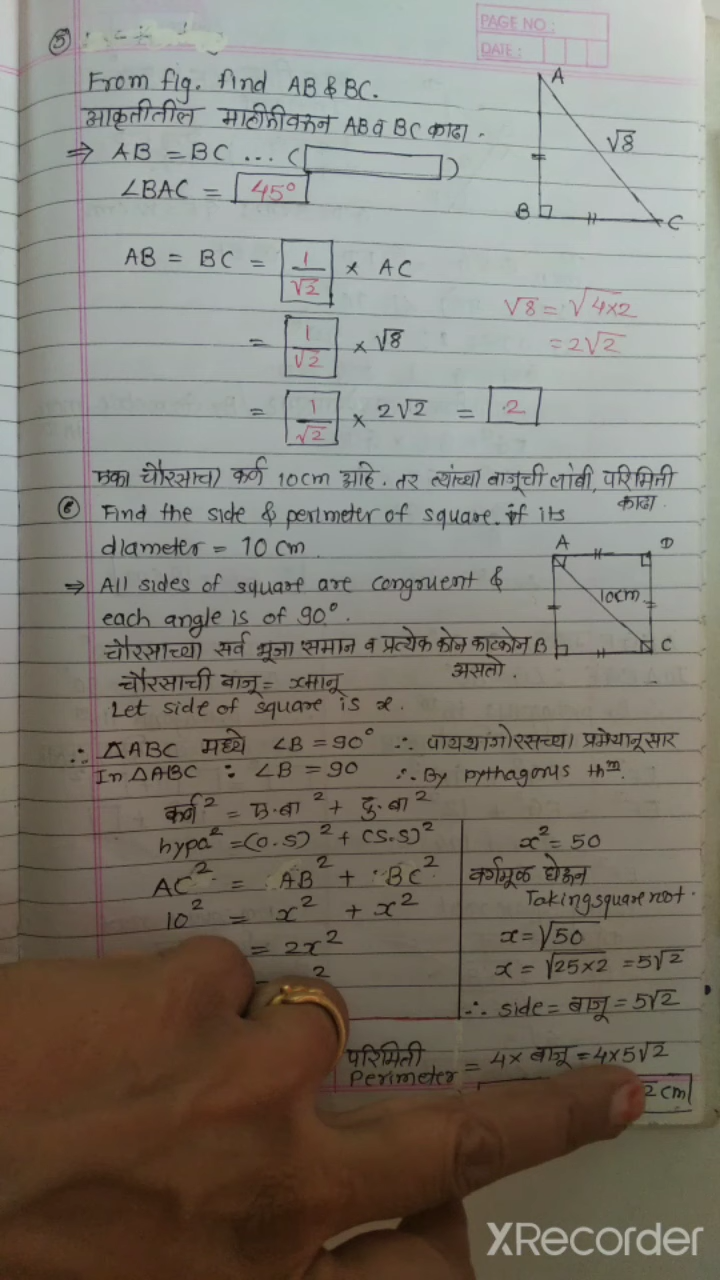 PAGE NO :
DATE :
5
From fig. find AB & BC.
आकृतीतील माहीतीवरून AB व BC काढा .
⇒ AB = BC ... ( )
∠BAC = 45°
A
√8
B
C
AB = BC = 1/√2 × AC
= 1/√2 × √8
√8 = √4×2
= 2√2
= 1/√2 × 2√2 = 2
एका चौरसाचा कर्ण 10cm आहे. तर त्यांच्या बाजूची लांबी, परिमिती
काढा.
6 Find the side & perimeter of square. if its
diameter = 10 cm.
⇒ All sides of square are congruent &
each angle is of 90°.
चौरसाच्या सर्व भूजा समान व प्रत्येक कोन काटकोन
असतो.
A D
10cm
B C
चौरसाची बाजू = x मानू
Let side of square is x.
∴ △ABC मध्ये ∠B = 90° ∴ पायथागोरसच्या प्रमेयानुसार
In △ABC : ∠B = 90 ∴ By pythagorus thm.
कर्ण² = प.बा² + दु.बा²
hypo² = (O.S)² + (S.S)²
AC² = AB² + BC²
10² = x² + x²
= 2x²
2
x² = 50
वर्गमूळ घेऊन
Taking square root.
x = √50
x = √25×2 = 5√2
∴ side = बाजू = 5√2
परिमिती = 4× बाजू = 4×5√2
Perimeter
2 cm
XRecorder